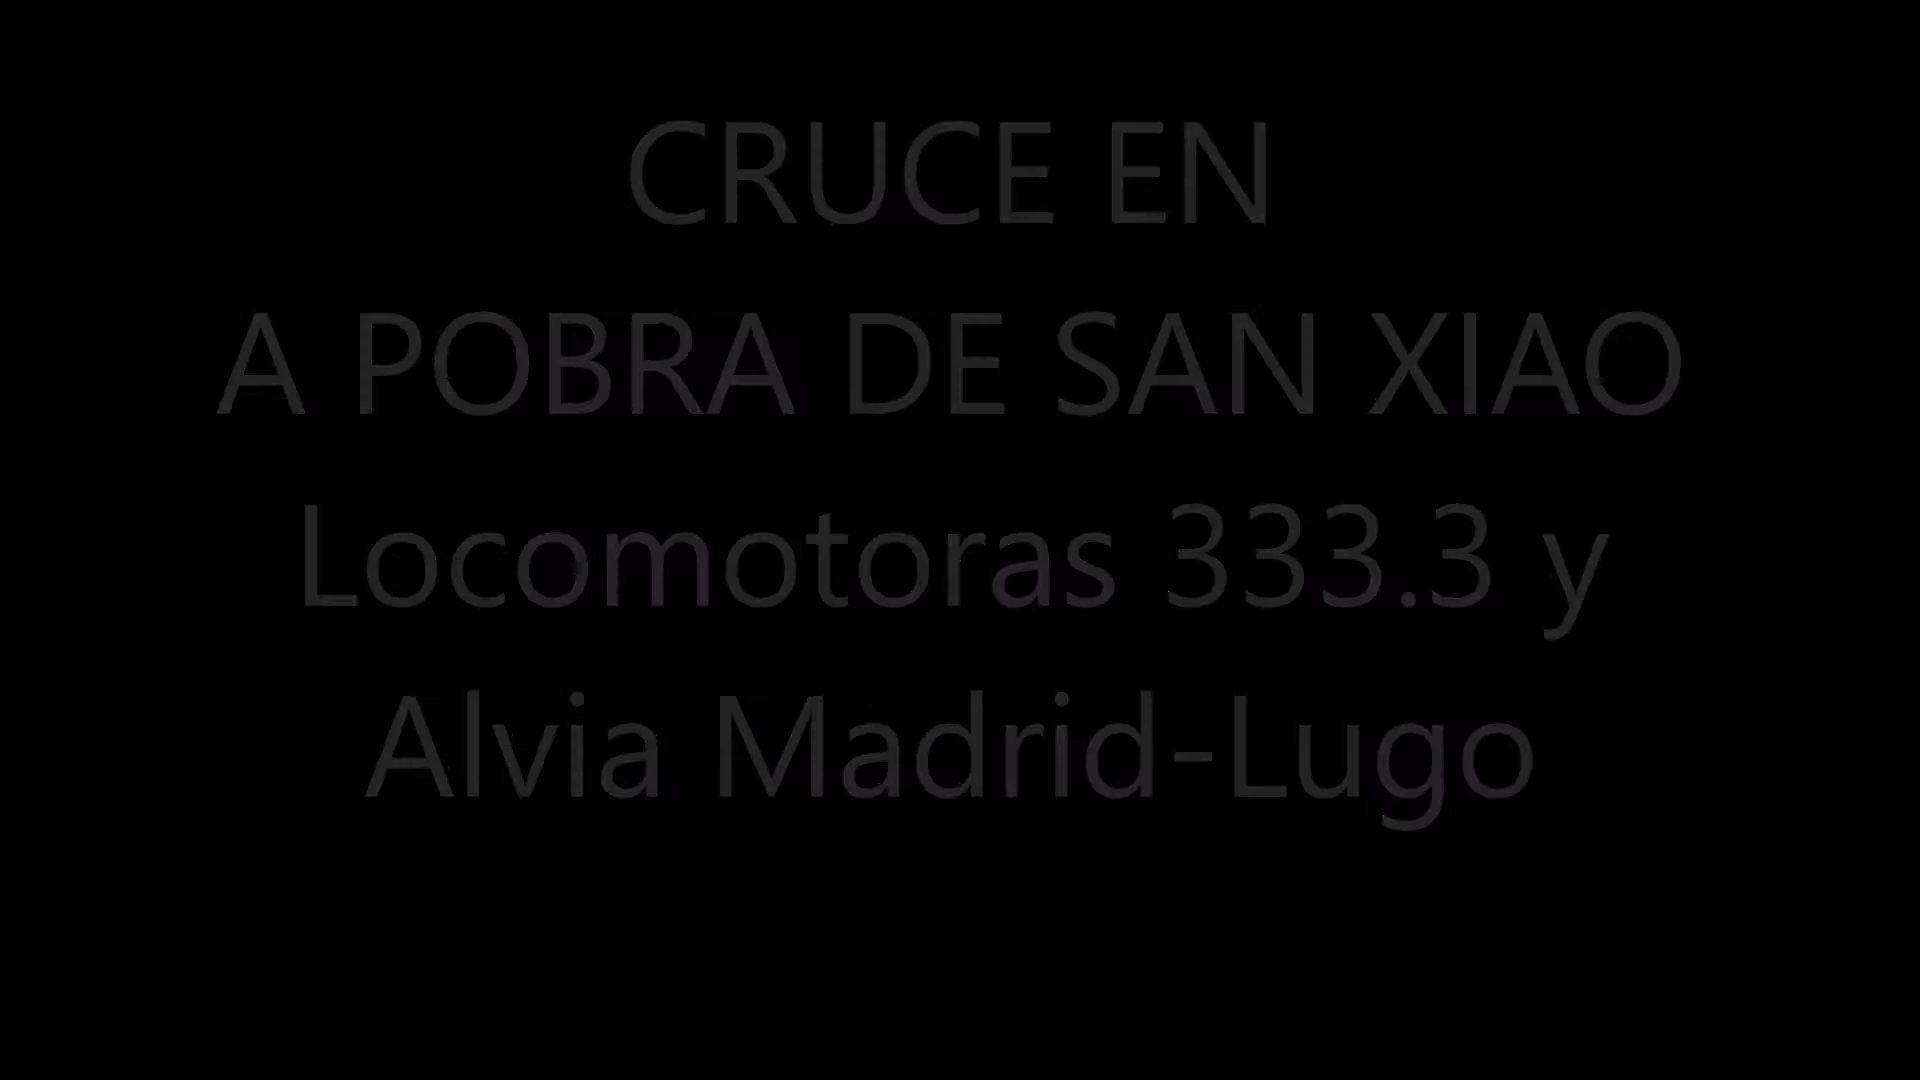 CRUCE EN
A POBRA DE SAN XIAO
Locomotoras 333.3 y
Alvia Madrid-Lugo